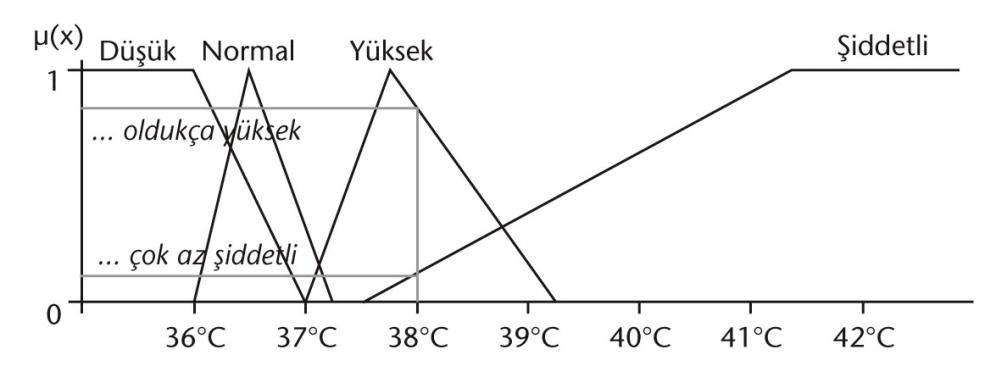 µ(x)
Düşük Normal Yüksek Şiddetli
1
... oldukça yüksek
... çok az şiddetli
0
36°C 37°C 38°C 39°C 40°C 41°C 42°C